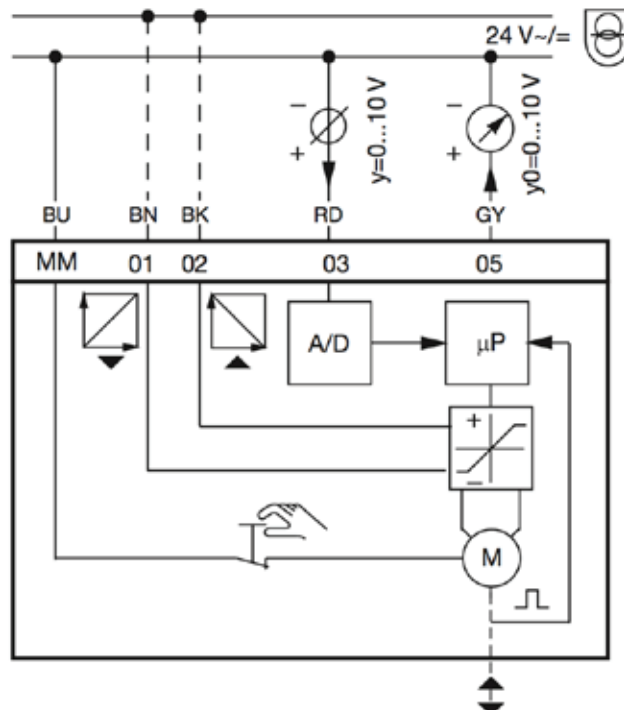 24 V~/=
− −
y=0...10 V
y0=0...10 V
+ +
BU BN BK RD GY
MM 01 02 03 05
A/D µP
+
−
M